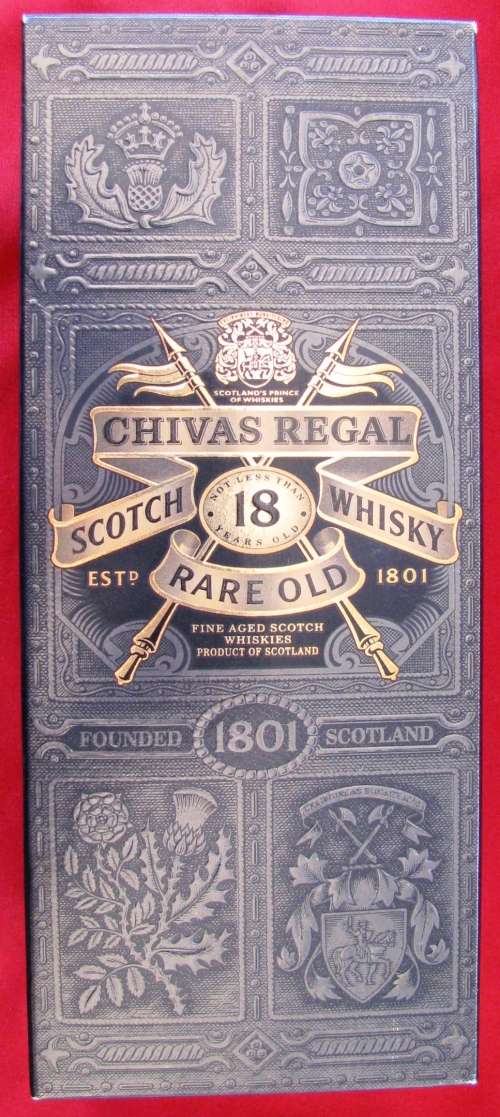 SCOTLAND'S PRINCE
OF WHISKIES
CHIVAS REGAL
SCOTCH
NOT LESS THAN
18
YEARS OLD
WHISKY
RARE OLD
ESTD
1801
FINE AGED SCOTCH
WHISKIES
PRODUCT OF SCOTLAND
FOUNDED 1801 SCOTLAND